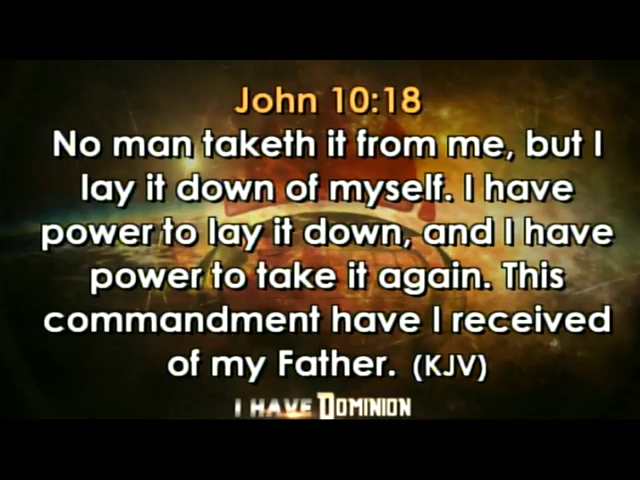 John 10:18
No man taketh it from me, but I
lay it down of myself. I have
power to lay it down, and I have
power to take it again. This
commandment have I received
of my Father. (KJV)
I HAVE DOMINION